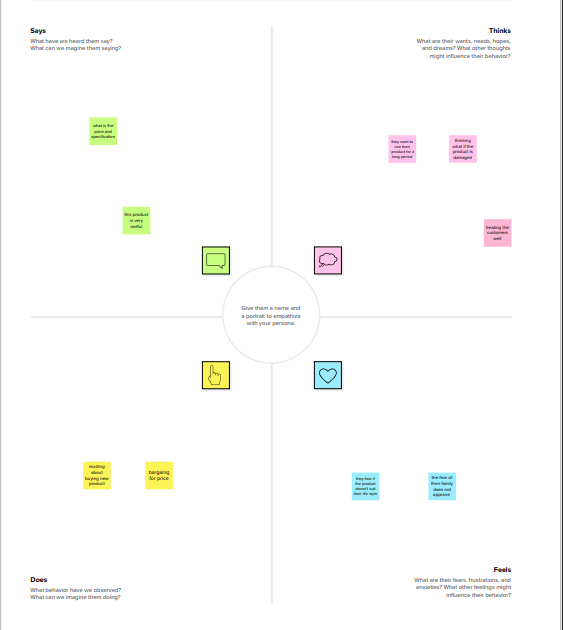 Says
What have we heard them say?
What can we magine them saying?
Thinks
What are their wants, needs, hopes,
and dreams? What other thoughts
might influence their behavior?
what is the
price and
specification
this product
is very
useful
they want to
use their
product for a
long period
thinking
what if the
product is
damaged
treating the
customers
well
Give them a name and
a portrait to empathize
with your persona.
exciting
about
buying new
product
bargaing
for price
they fear if
the product
doesn't suit
their life style
the fear of
them family
does not
approve
Does
What behavior have we observed?
What can we imagine them doing?
Feels
What are their fears, frustrations, and
anxieties? What other feelings might
influence their behavior?